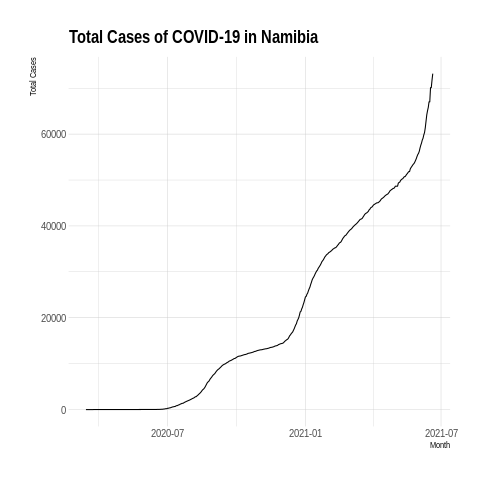 Total Cases of COVID-19 in Namibia
Total Cases
60000
40000
20000
0
2020-07 2021-01 2021-07
Month